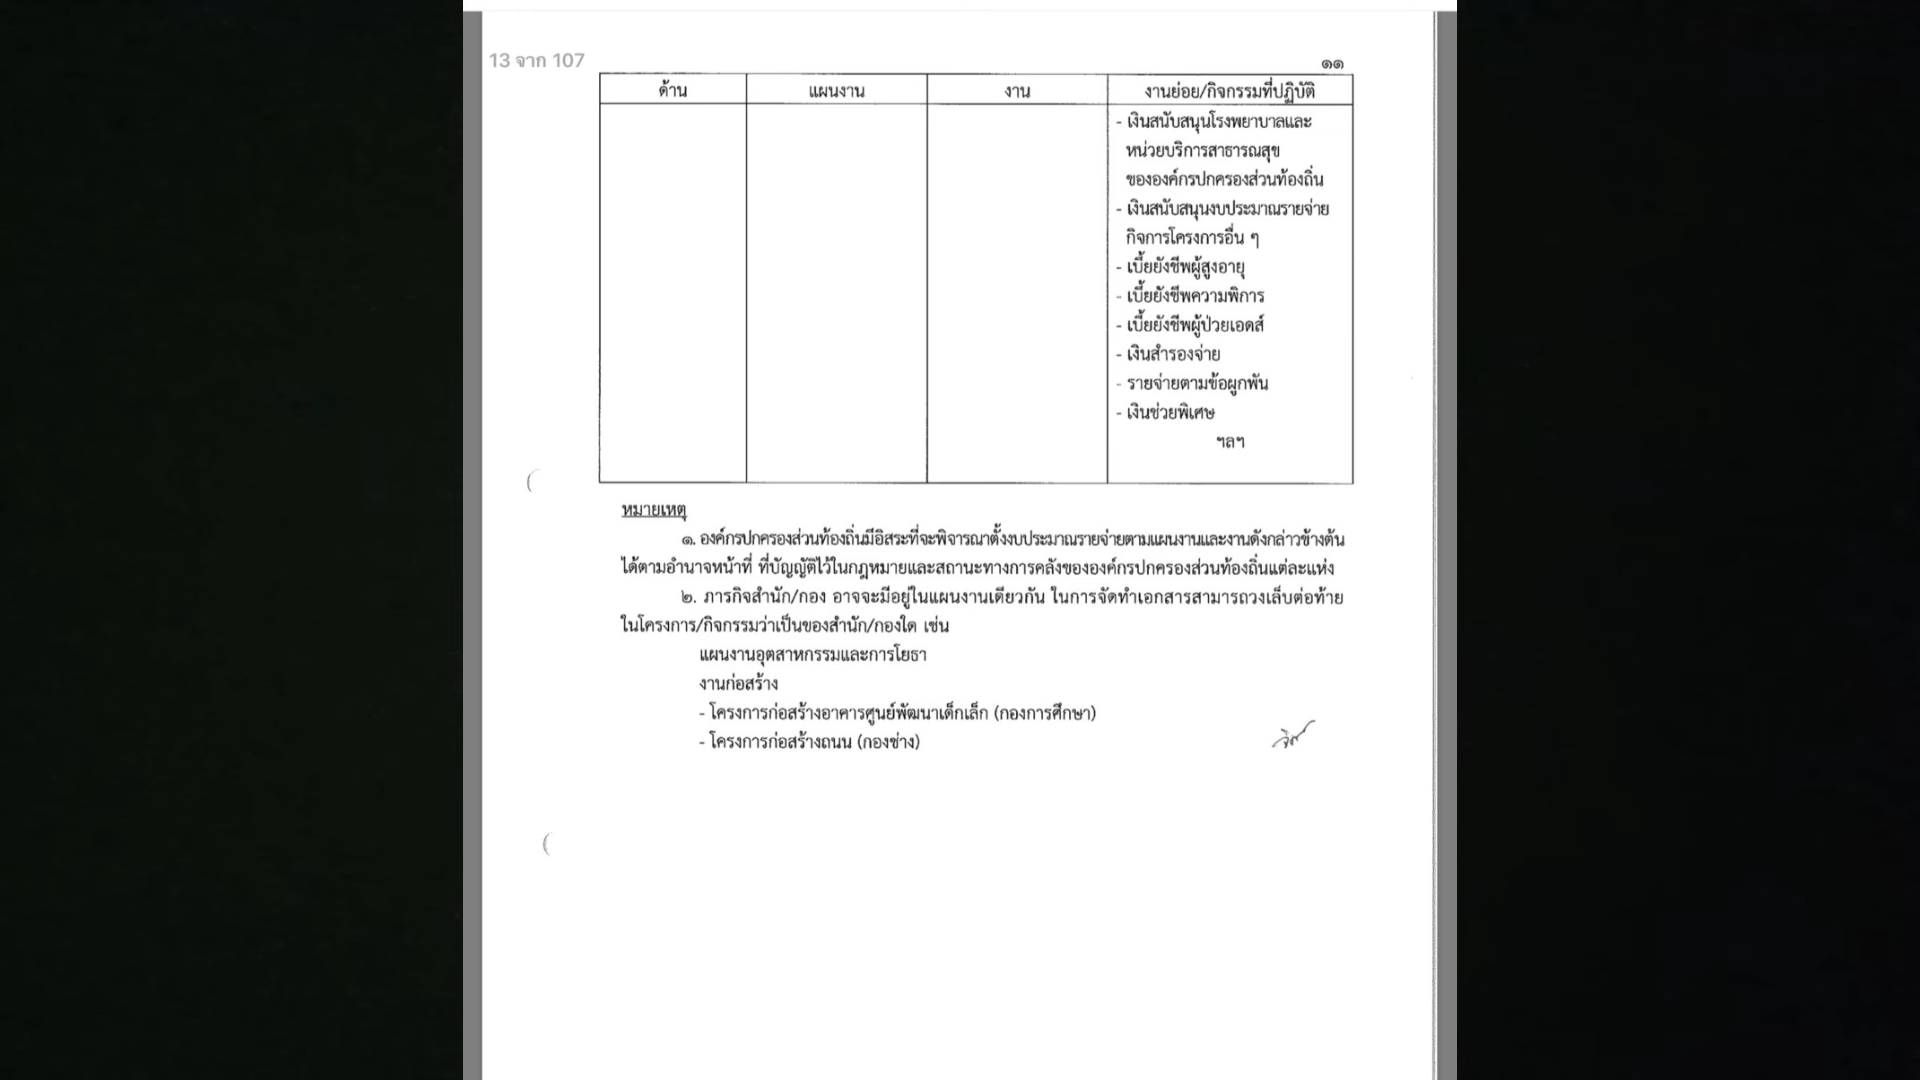 13 จาก 107
๑๑
ด้าน แผนงาน งาน งานย่อย/กิจกรรมที่ปฏิบัติ
- เงินสนับสนุนโรงพยาบาลและ
หน่วยบริการสาธารณสุข
ขององค์กรปกครองส่วนท้องถิ่น
- เงินสนับสนุนงบประมาณรายจ่าย
กิจการโครงการอื่น ๆ
- เบี้ยยังชีพผู้สูงอายุ
- เบี้ยยังชีพความพิการ
- เบี้ยยังชีพผู้ป่วยเอดส์
- เงินสำรองจ่าย
- รายจ่ายตามข้อผูกพัน
- เงินช่วยพิเศษ
ฯลฯ
หมายเหตุ
๑. องค์กรปกครองส่วนท้องถิ่นมีอิสระที่จะพิจารณาตั้งงบประมาณรายจ่ายตามแผนงานและงานดังกล่าวข้างต้น
ได้ตามอำนาจหน้าที่ ที่บัญญัติไว้ในกฎหมายและสถานะทางการคลังขององค์กรปกครองส่วนท้องถิ่นแต่ละแห่ง
๒. ภารกิจสำนัก/กอง อาจจะมีอยู่ในแผนงานเดียวกัน ในการจัดทำเอกสารสามารถวงเล็บต่อท้าย
ในโครงการ/กิจกรรมว่าเป็นของสำนัก/กองใด เช่น
แผนงานอุตสาหกรรมและการโยธา
งานก่อสร้าง
- โครงการก่อสร้างอาคารศูนย์พัฒนาเด็กเล็ก (กองการศึกษา)
- โครงการก่อสร้างถนน (กองช่าง)